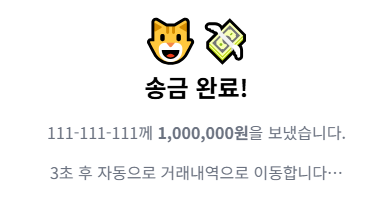 송금 완료!
111-111-111께 1,000,000원을 보냈습니다.
3초 후 자동으로 거래내역으로 이동합니다…